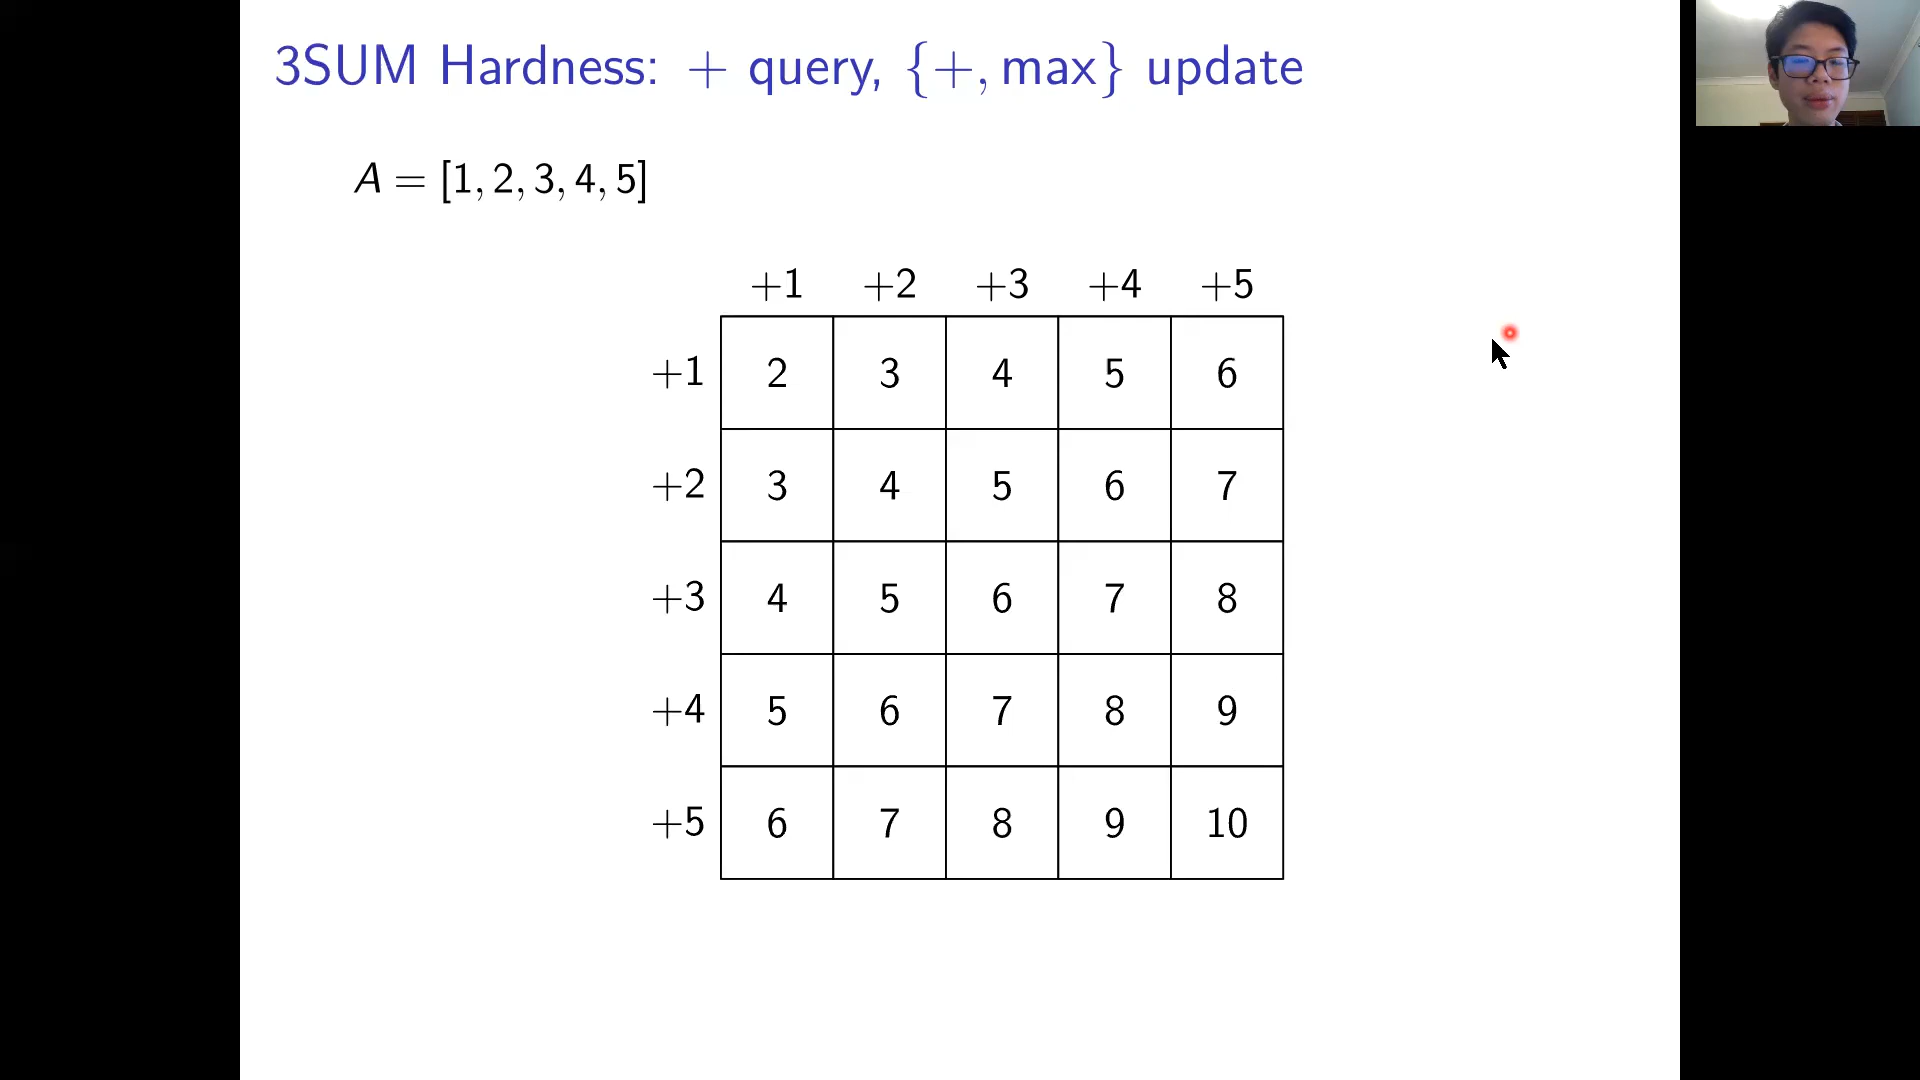 3SUM Hardness: + query, {+, max} update
A = [1, 2, 3, 4, 5]
+1 +2 +3 +4 +5
+1 2 3 4 5 6
+2 3 4 5 6 7
+3 4 5 6 7 8
+4 5 6 7 8 9
+5 6 7 8 9 10